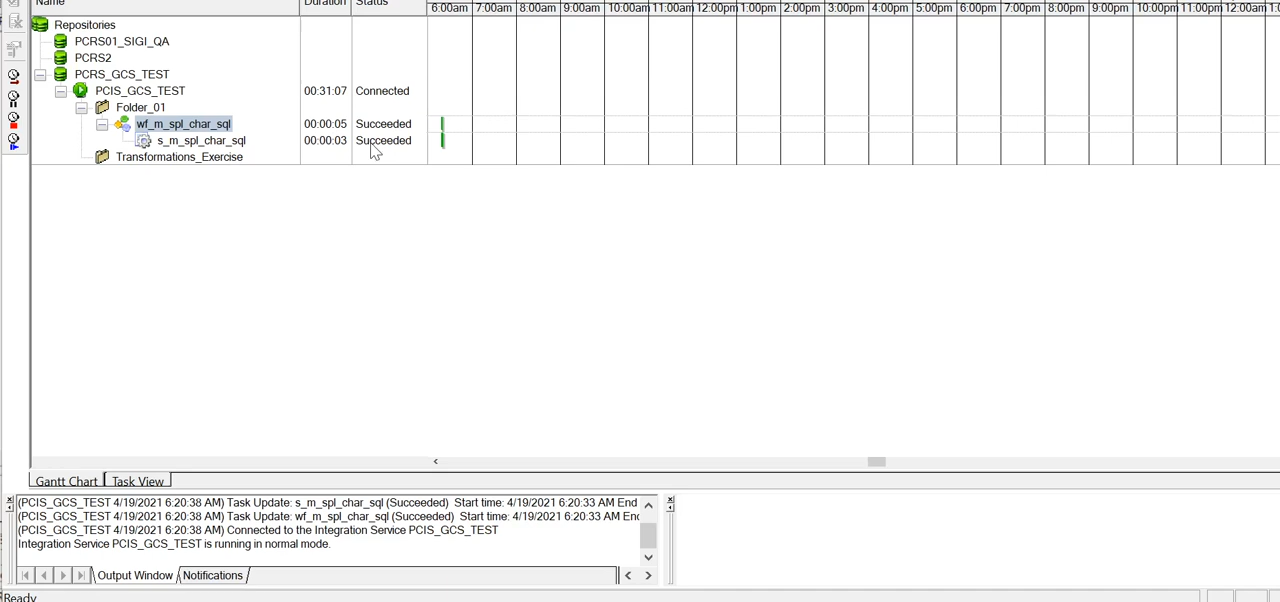 Name Duration Status
6:00am 7:00am 8:00am 9:00am 10:00am 11:00am 12:00pm 1:00pm 2:00pm 3:00pm 4:00pm 5:00pm 6:00pm 7:00pm 8:00pm 9:00pm 10:00pm 11:00pm 12:00am
Repositories
PCRS01_SIGI_QA
PCRS2
PCRS_GCS_TEST
PCIS_GCS_TEST 00:31:07 Connected
Folder_01
wf_m_spl_char_sql 00:00:05 Succeeded
s_m_spl_char_sql 00:00:03 Succeeded
Transformations_Exercise
Gantt Chart Task View
(PCIS_GCS_TEST 4/19/2021 6:20:38 AM) Task Update: s_m_spl_char_sql (Succeeded) Start time: 4/19/2021 6:20:33 AM End
(PCIS_GCS_TEST 4/19/2021 6:20:38 AM) Task Update: wf_m_spl_char_sql (Succeeded) Start time: 4/19/2021 6:20:33 AM En
(PCIS_GCS_TEST 4/19/2021 6:20:38 AM) Connected to the Integration Service PCIS_GCS_TEST
Integration Service PCIS_GCS_TEST is running in normal mode.
Output Window Notifications
Ready